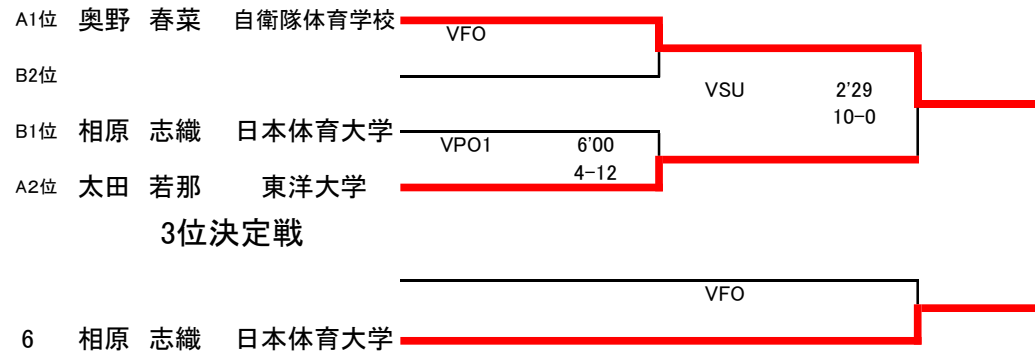 A1位 奥野 春菜 自衛隊体育学校
VFO
B2位
VSU 2'29
10-0
B1位 相原 志織 日本体育大学
VPO1 6'00
4-12
A2位 太田 若那 東洋大学
3位決定戦
VFO
6 相原 志織 日本体育大学